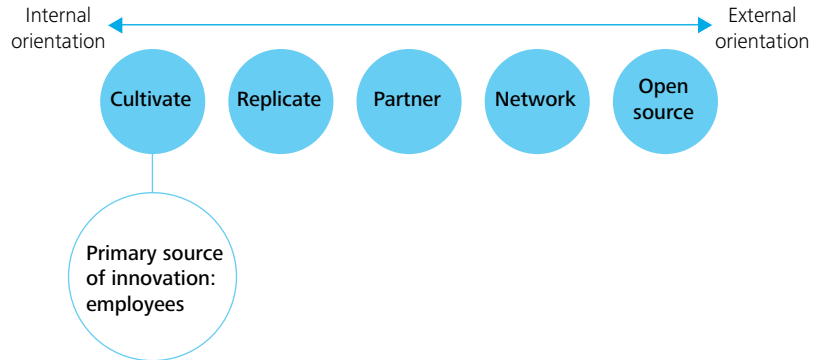 Internal
orientation
External
orientation
Cultivate
Replicate
Partner
Network
Open
source
Primary source
of innovation:
employees